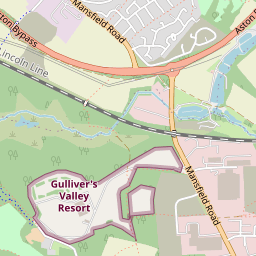 Mansfield Road
Aston Bypass
Aston B
Lincoln Line
Gulliver's
Valley
Resort
Mansfield Road